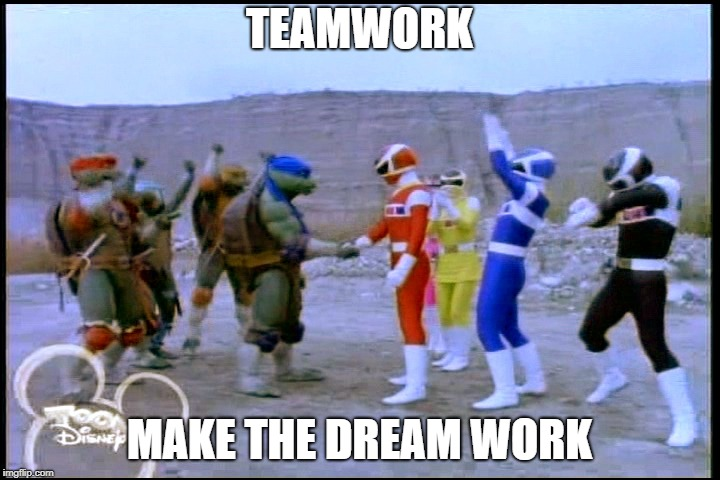 TEAMWORK
TOON
DISNEY
MAKE THE DREAM WORK
imgflip.com